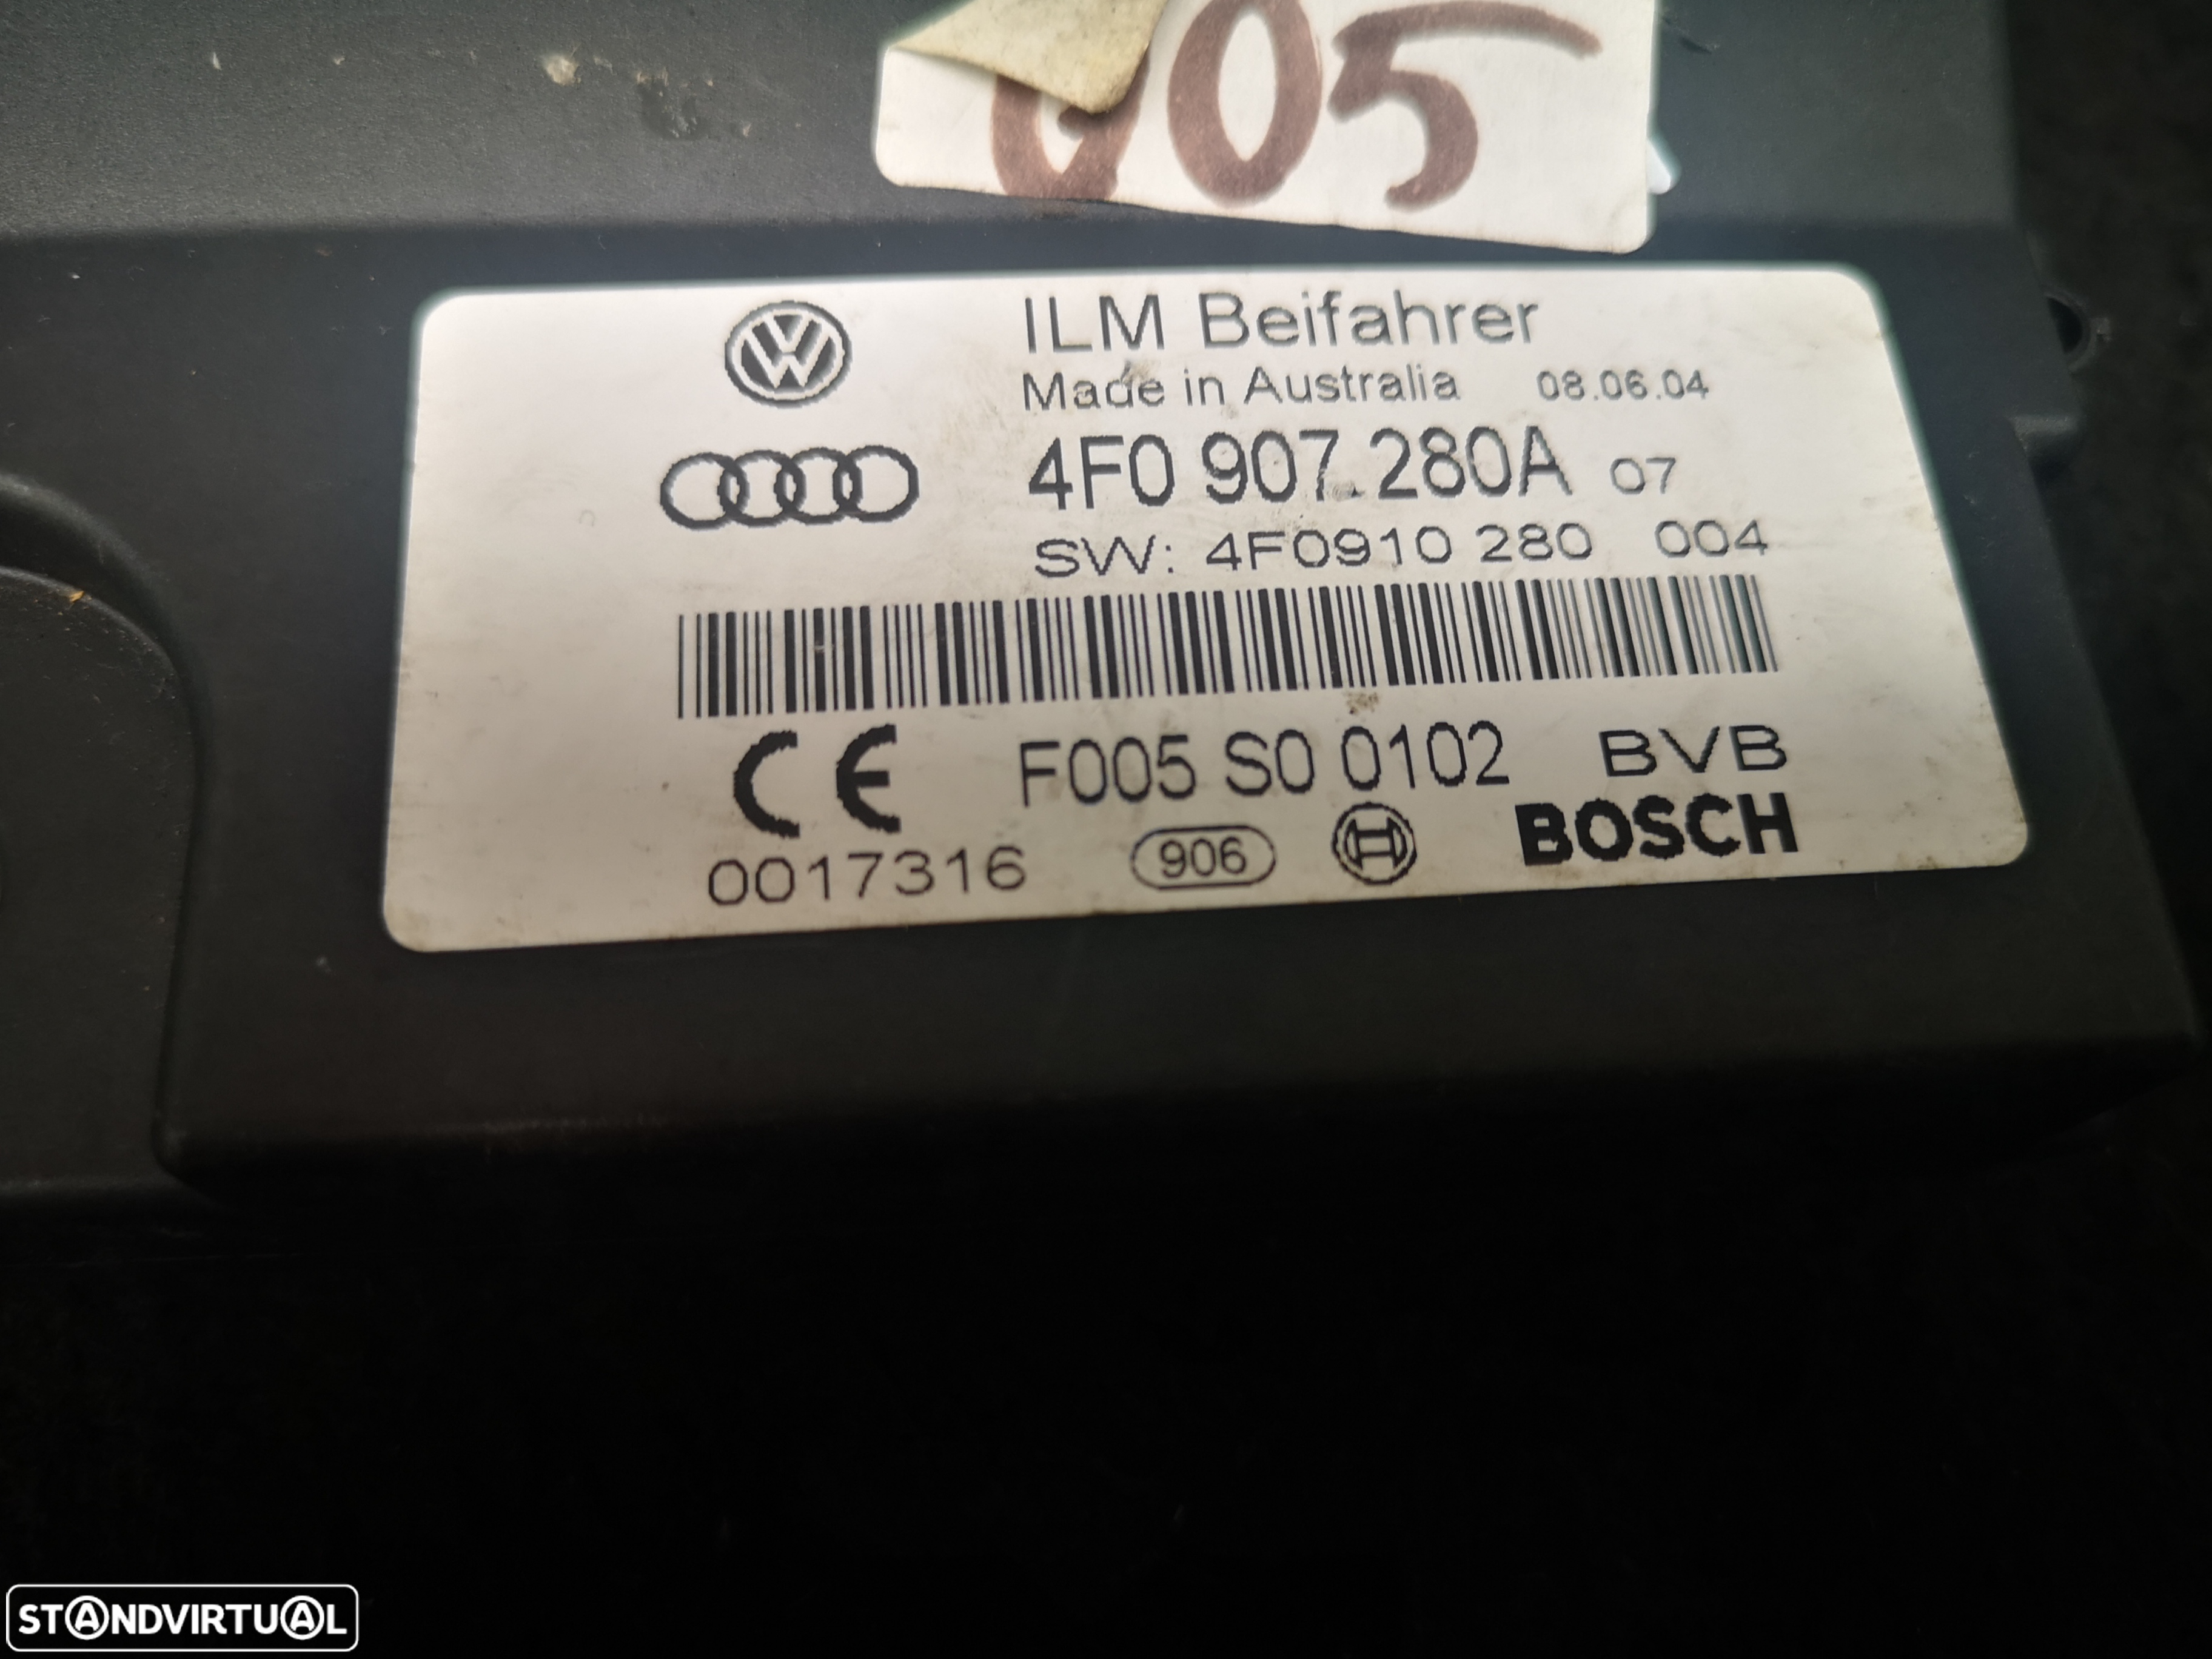 005
ILM Beifahrer
Made in Australia 08.06.04
4F0 907.280A 07
SW: 4F0910 280 004
CE F005 S0 0102 BVB
0017316 906 BOSCH
STANDVIRTUAL